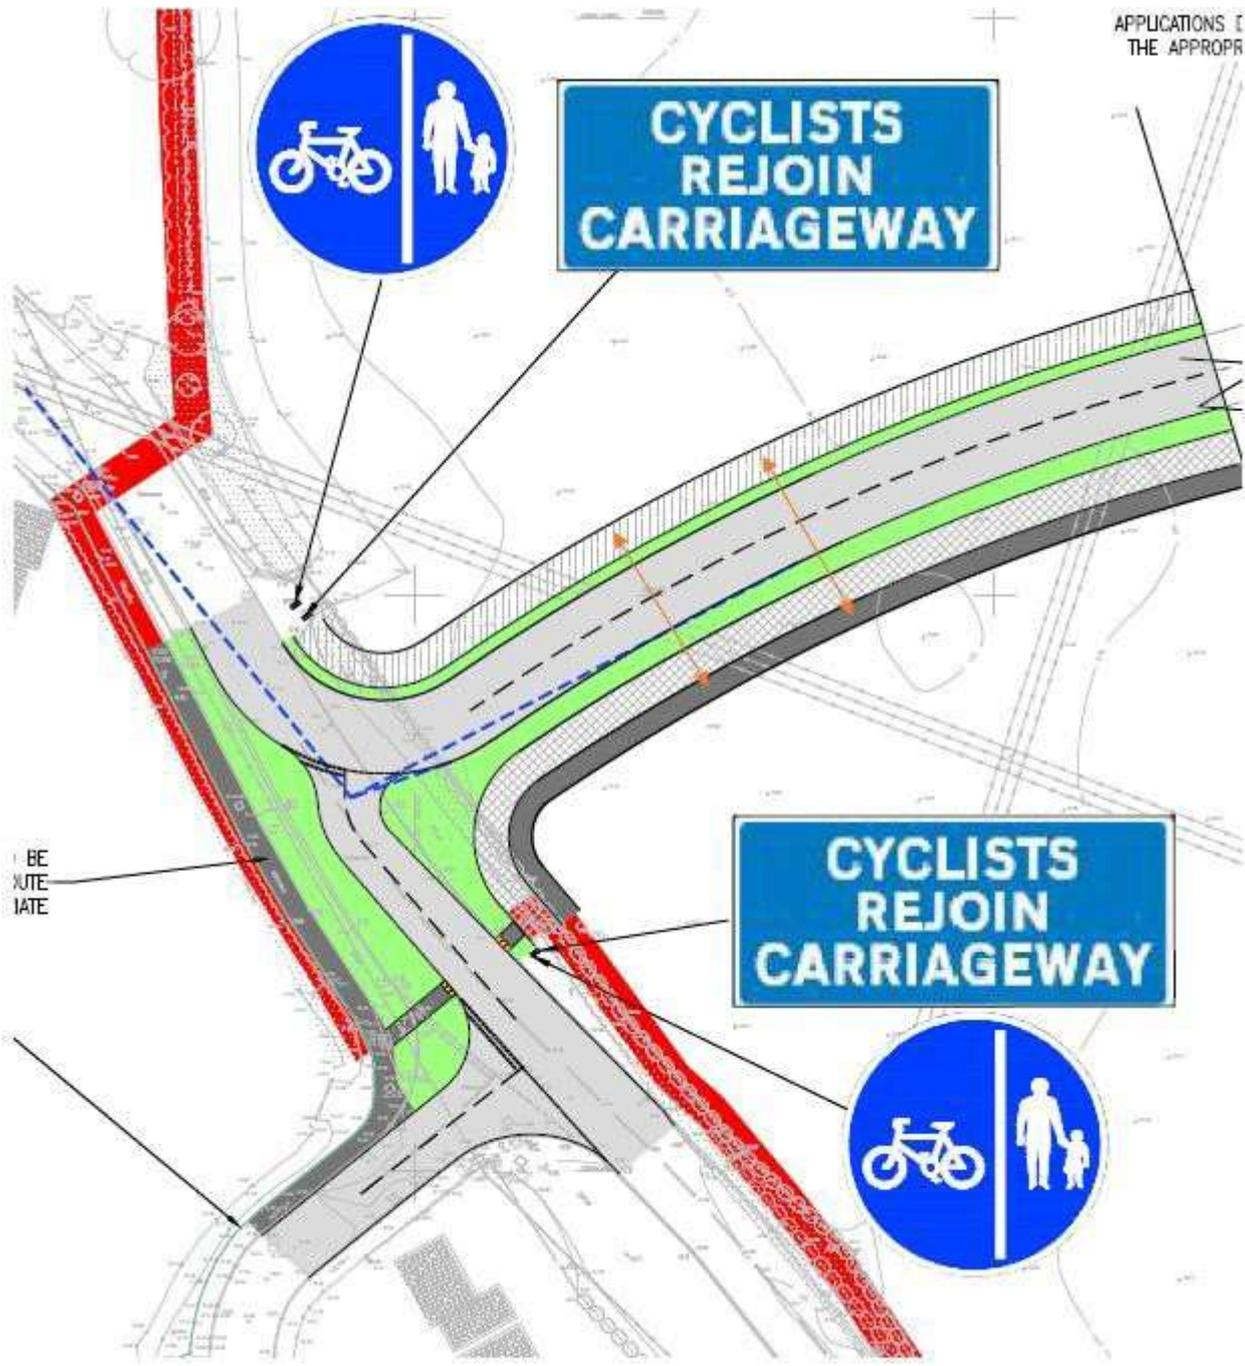 APPLICATIONS
THE APPROPR
CYCLISTS
REJOIN
CARRIAGEWAY
BE
UTE
IATE
CYCLISTS
REJOIN
CARRIAGEWAY